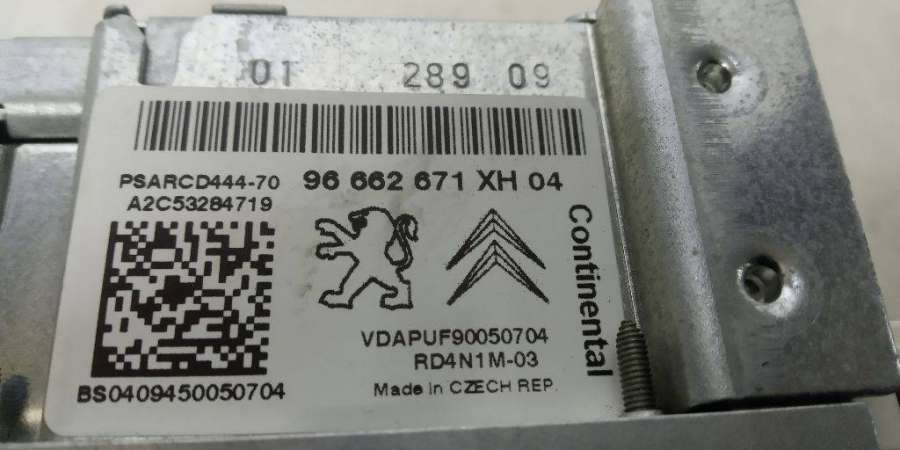 01 289 09
PSARCD444-70 96 662 671 XH 04
A2C53284719
Continental
VDAPUF90050704
RD4N1M-03
BS0409450050704
Made in CZECH REP.